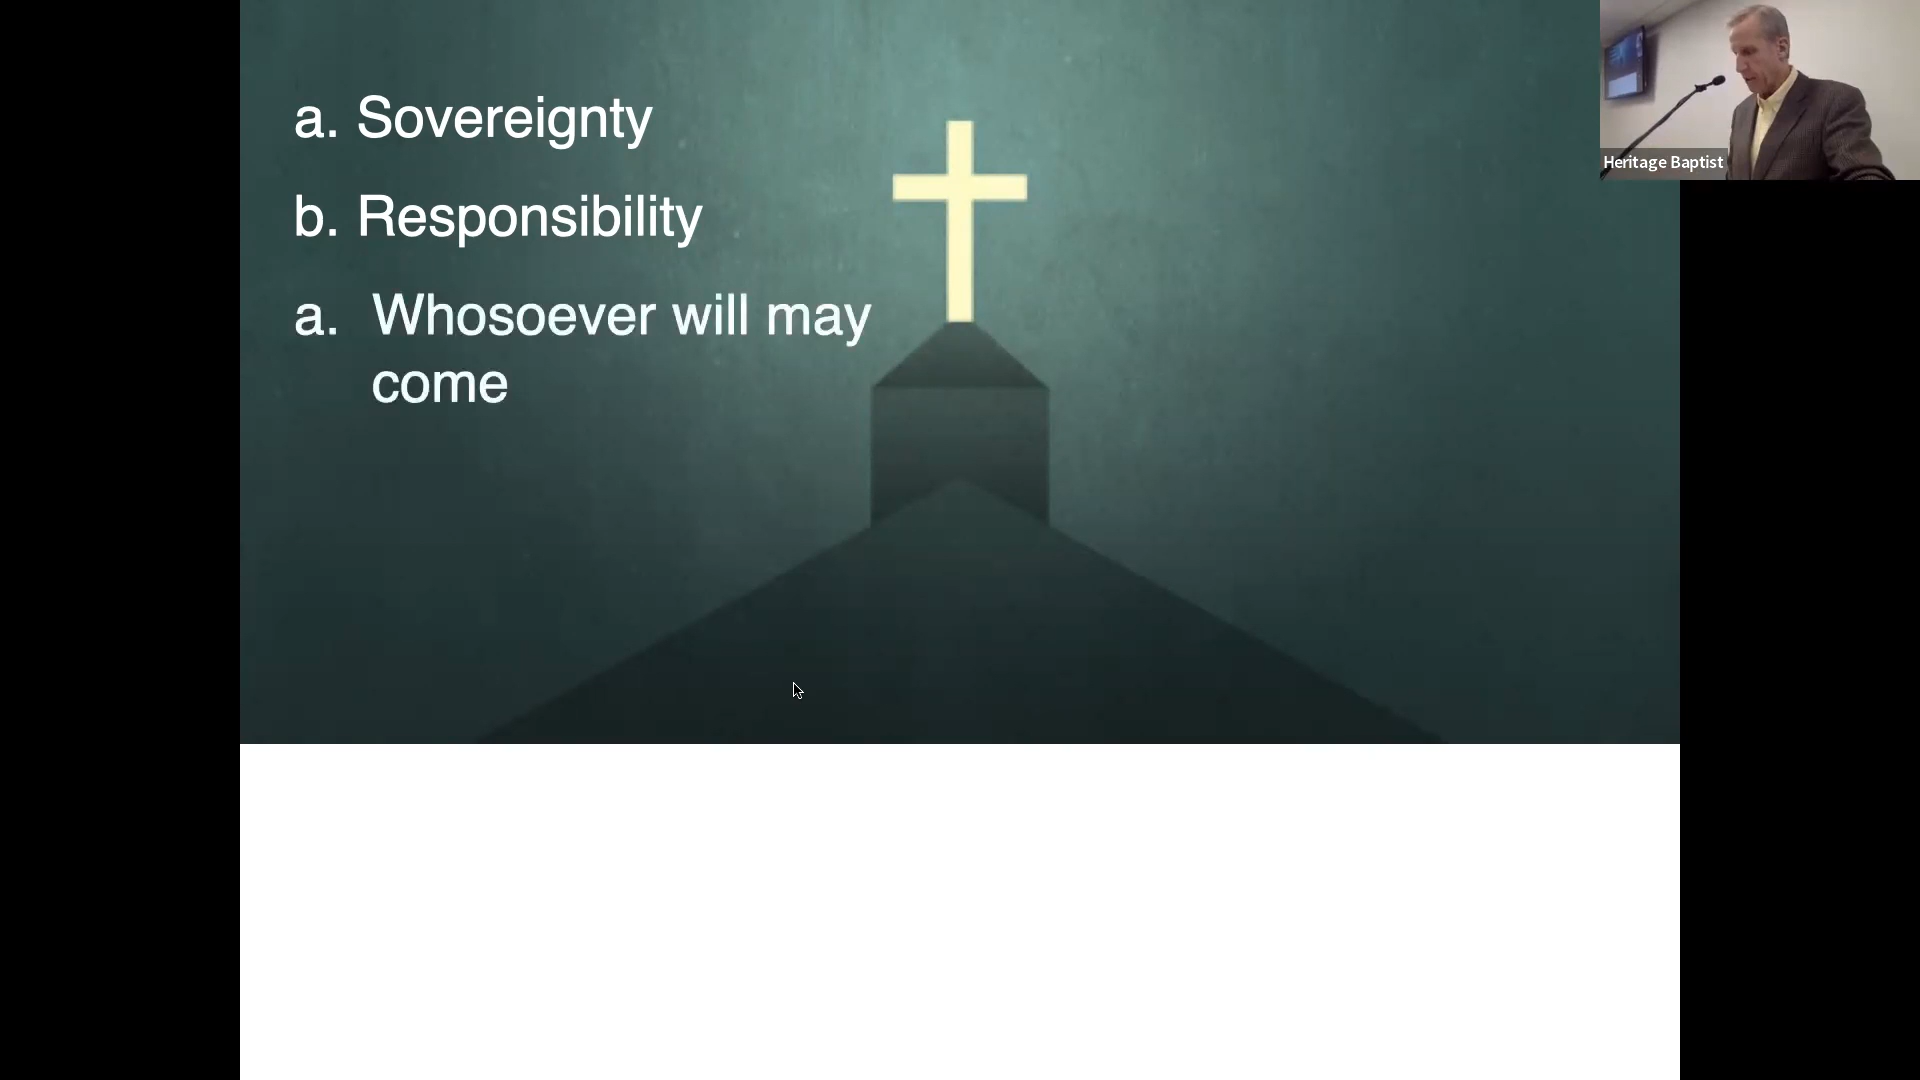 a. Sovereignty
b. Responsibility
a. Whosoever will may
come
Heritage Baptist